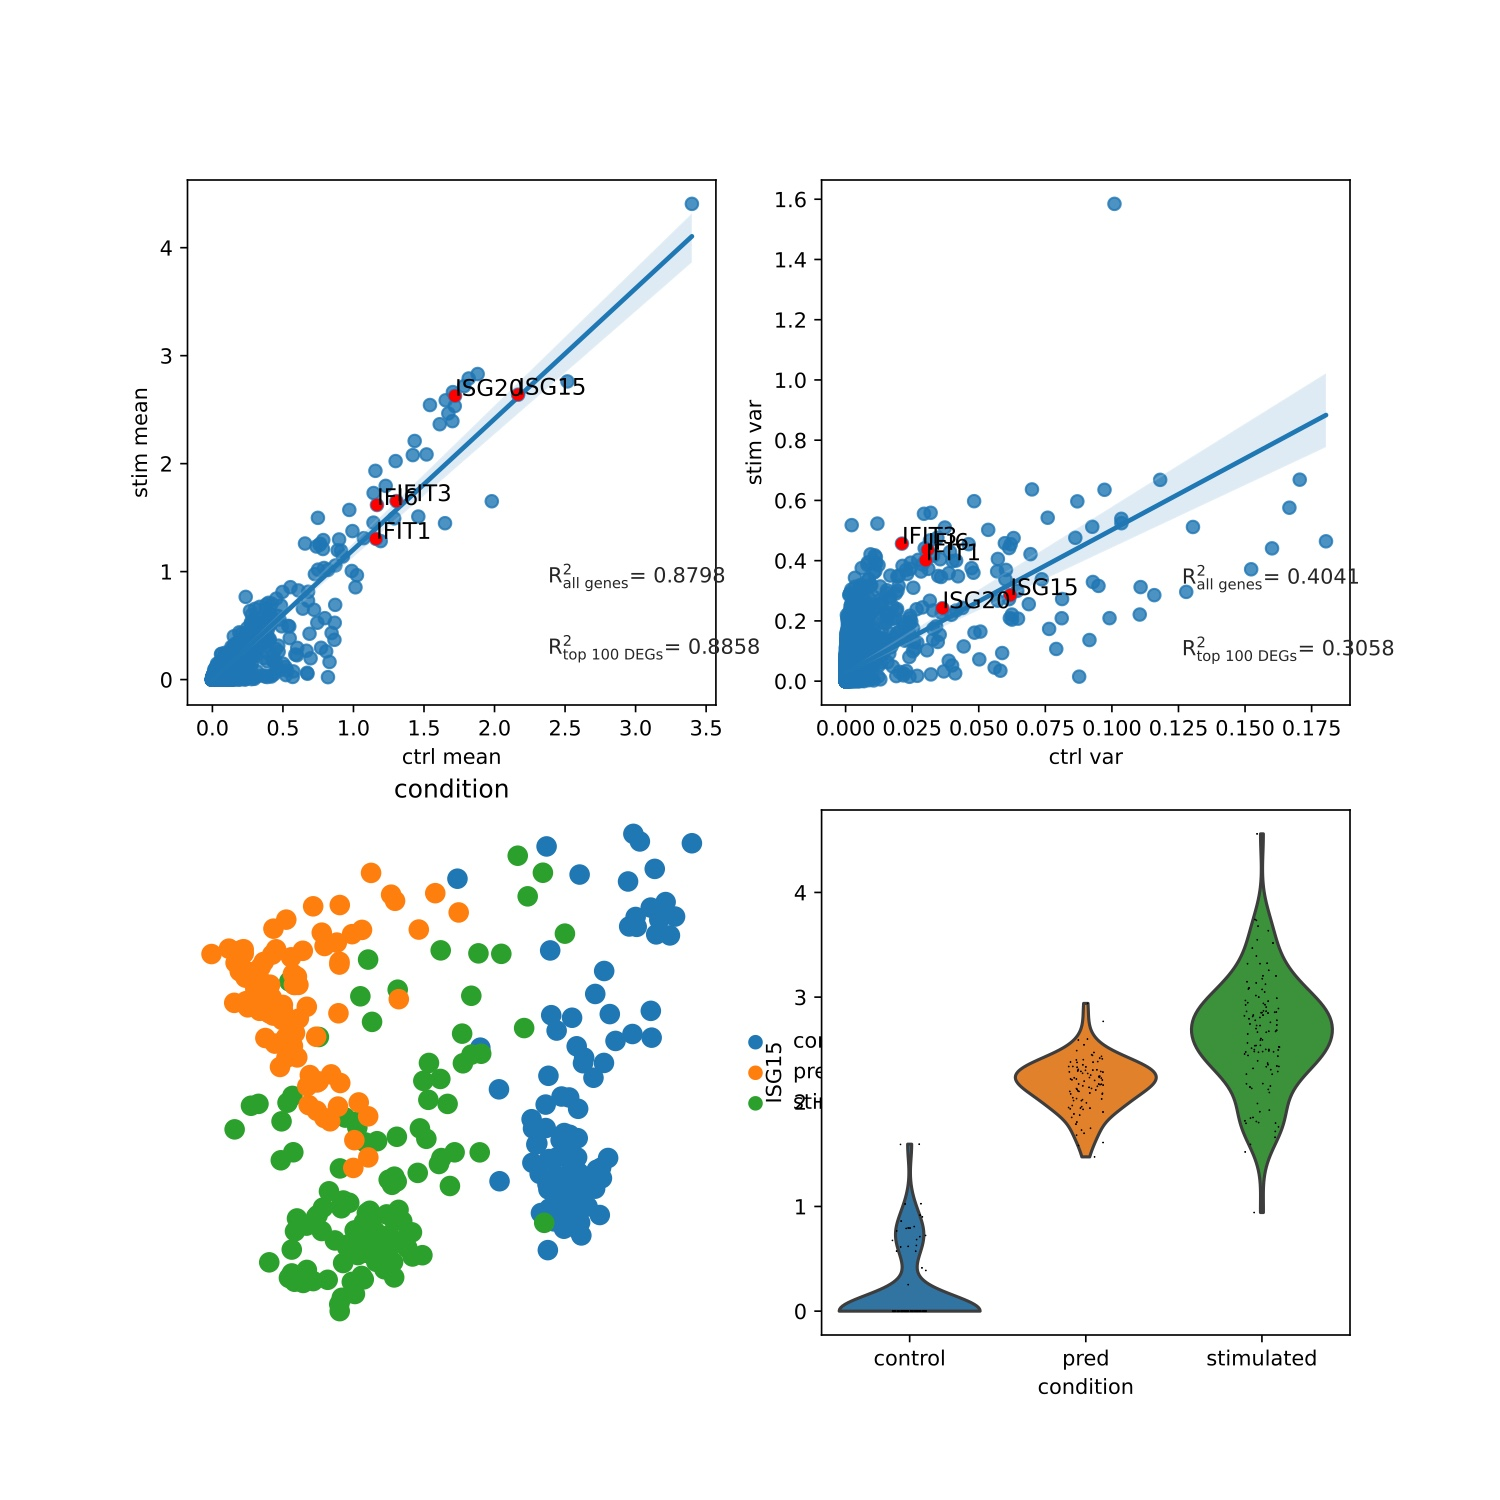 4
3
2
1
0
stim mean
ISG20
ISG15
IFI6
IFIT3
IFIT1
R2all genes= 0.8798
R2top 100 DEGs= 0.8858
0.0 0.5 1.0 1.5 2.0 2.5 3.0 3.5
ctrl mean
1.6
1.4
1.2
1.0
0.8
0.6
0.4
0.2
0.0
stim var
IFIT3
IFI6
IFIT1
ISG15
ISG20
R2all genes= 0.4041
R2top 100 DEGs= 0.3058
0.000 0.025 0.050 0.075 0.100 0.125 0.150 0.175
ctrl var
condition
ISG15
4
3
2
1
0
control pred stimulated
condition